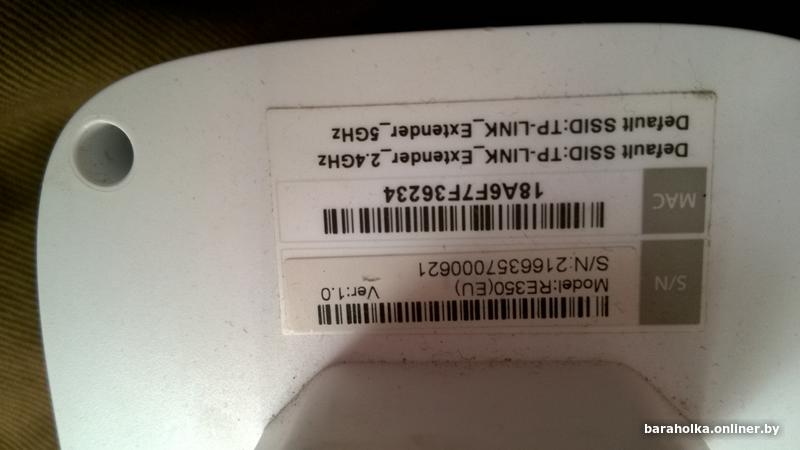 S/N
Model:RE350(EU) Ver:1.0
S/N:2166357000621
MAC
18A6F7F36234
Default SSID:TP-LINK_Extender_2.4GHz
Default SSID:TP-LINK_Extender_5GHz
baraholka.onliner.by